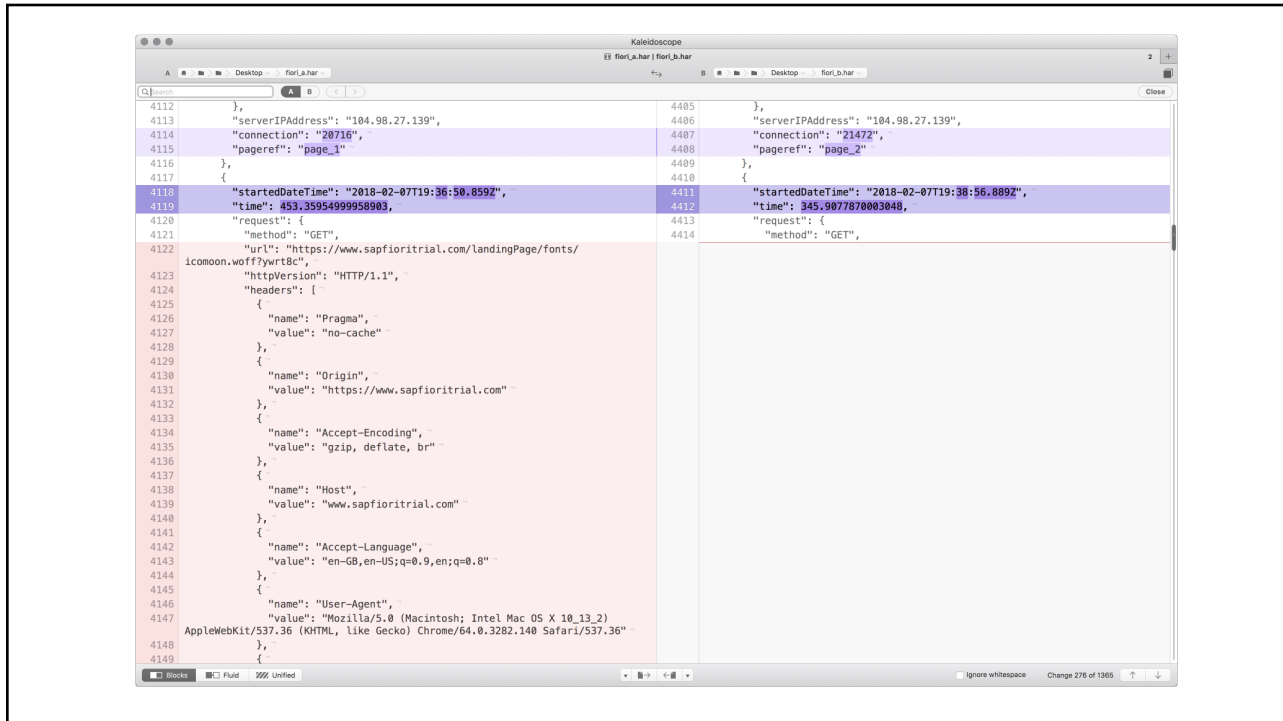 Kaleidoscope
fiori_a.har | fiori_b.har
2 +
A Desktop fiori_a.har
B Desktop fiori_b.har
Search A B Close
4112 },
4113 "serverIPAddress": "104.98.27.139",
4114 "connection": "20716",
4115 "pageref": "page_1"
4116 },
4117 {
4118 "startedDateTime": "2018-02-07T19:36:50.859Z",
4119 "time": 453.35954999958903,
4120 "request": {
4121 "method": "GET",
4122 "url": "https://www.sapfioritrial.com/landingPage/fonts/
icomoon.woff?ywrt8c",
4123 "httpVersion": "HTTP/1.1",
4124 "headers": [
4125 {
4126 "name": "Pragma",
4127 "value": "no-cache"
4128 },
4129 {
4130 "name": "Origin",
4131 "value": "https://www.sapfioritrial.com"
4132 },
4133 {
4134 "name": "Accept-Encoding",
4135 "value": "gzip, deflate, br"
4136 },
4137 {
4138 "name": "Host",
4139 "value": "www.sapfioritrial.com"
4140 },
4141 {
4142 "name": "Accept-Language",
4143 "value": "en-GB,en-US;q=0.9,en;q=0.8"
4144 },
4145 {
4146 "name": "User-Agent",
4147 "value": "Mozilla/5.0 (Macintosh; Intel Mac OS X 10_13_2)
AppleWebKit/537.36 (KHTML, like Gecko) Chrome/64.0.3282.140 Safari/537.36"
4148 },
4149 {
4405 },
4406 "serverIPAddress": "104.98.27.139",
4407 "connection": "21472",
4408 "pageref": "page_2"
4409 },
4410 {
4411 "startedDateTime": "2018-02-07T19:38:56.889Z",
4412 "time": 345.9077870003048,
4413 "request": {
4414 "method": "GET",
Blocks Fluid Unified
Ignore whitespace Change 276 of 1365